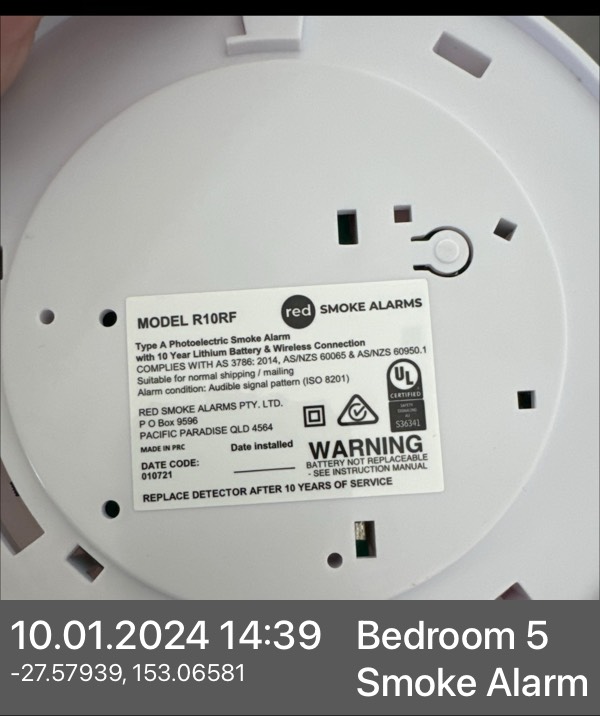 MODEL R10RF
red SMOKE ALARMS
Type A Photoelectric Smoke Alarm
with 10 Year Lithium Battery & Wireless Connection
COMPLIES WITH AS 3786: 2014, AS/NZS 60065 & AS/NZS 60950.1
Suitable for normal shipping / mailing
Alarm condition: Audible signal pattern (ISO 8201)
RED SMOKE ALARMS PTY. LTD.
P O Box 9596
PACIFIC PARADISE QLD 4564
UL
CERTIFIED
SAFETY
SIGNALING
AU
S36341
MADE IN PRC
Date installed
DATE CODE:
010721
WARNING
BATTERY NOT REPLACEABLE
- SEE INSTRUCTION MANUAL
REPLACE DETECTOR AFTER 10 YEARS OF SERVICE
10.01.2024 14:39
-27.57939, 153.06581
Bedroom 5
Smoke Alarm